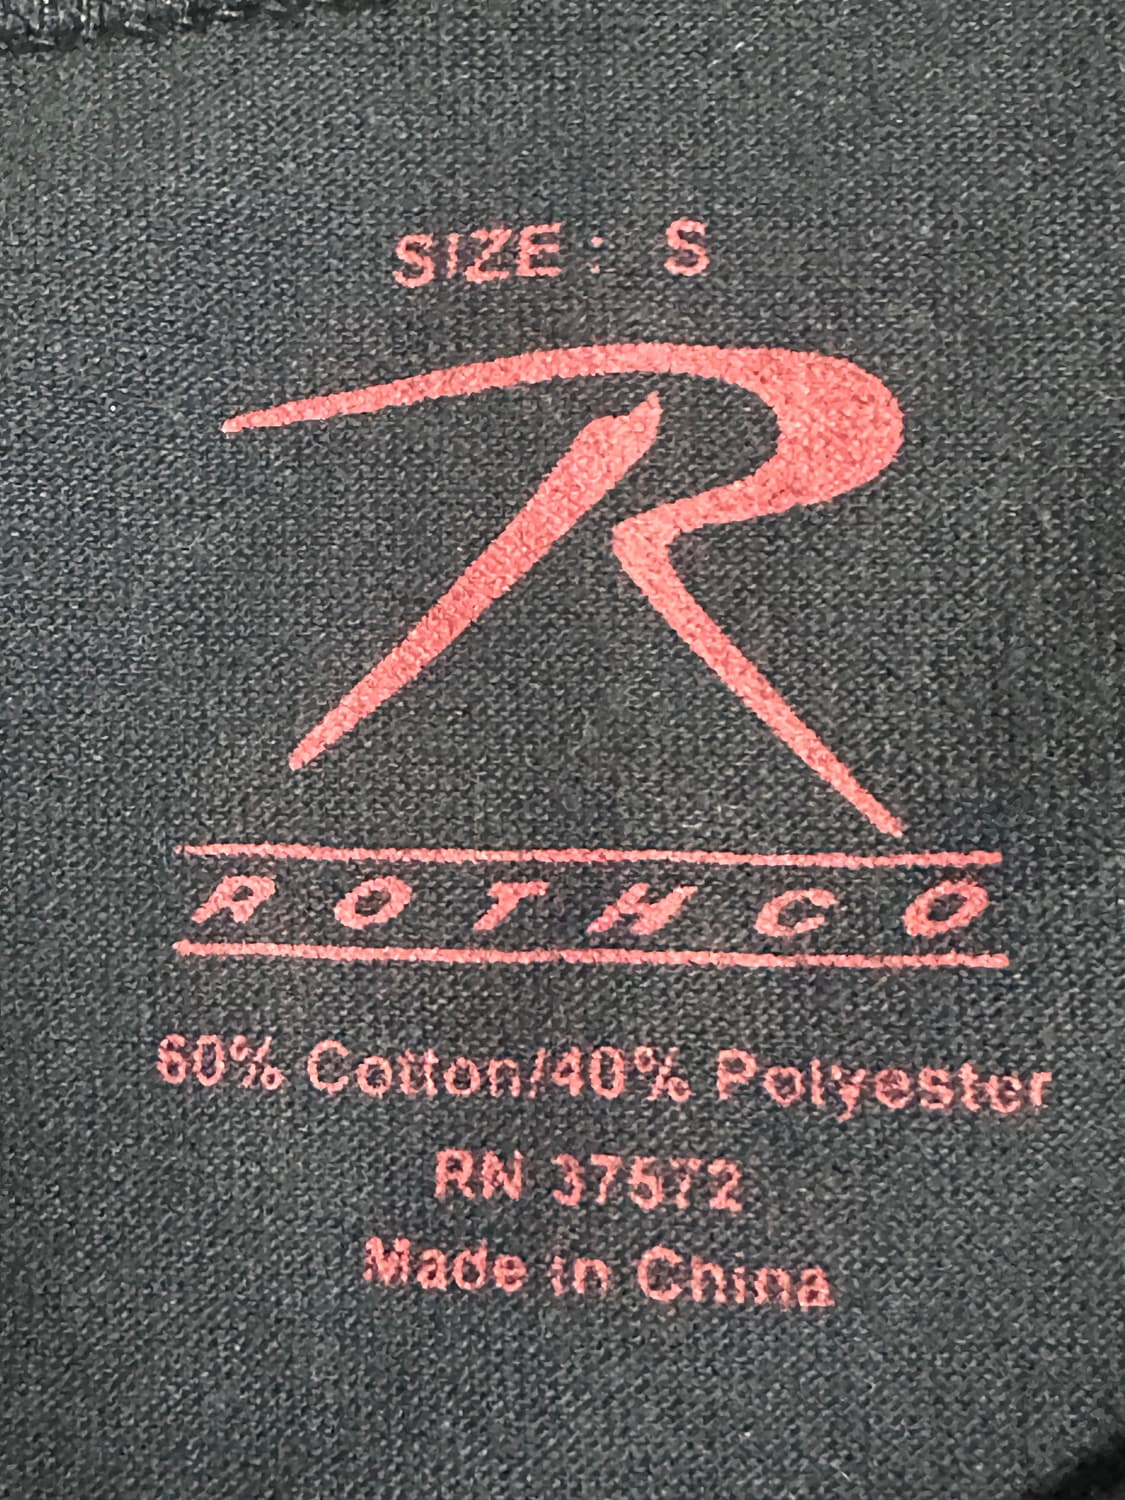 SIZE: S
R
ROTHCO
60% Cotton/40% Polyester
RN 37572
Made in China